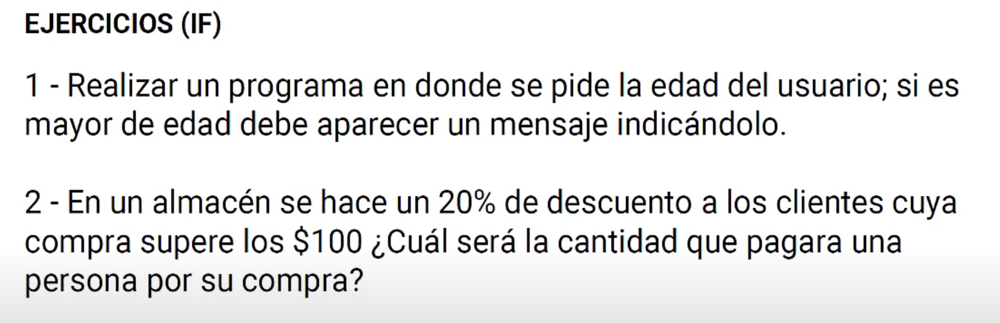 EJERCICIOS (IF)
1 - Realizar un programa en donde se pide la edad del usuario; si es
mayor de edad debe aparecer un mensaje indicándolo.
2 - En un almacén se hace un 20% de descuento a los clientes cuya
compra supere los $100 ¿Cuál será la cantidad que pagara una
persona por su compra?